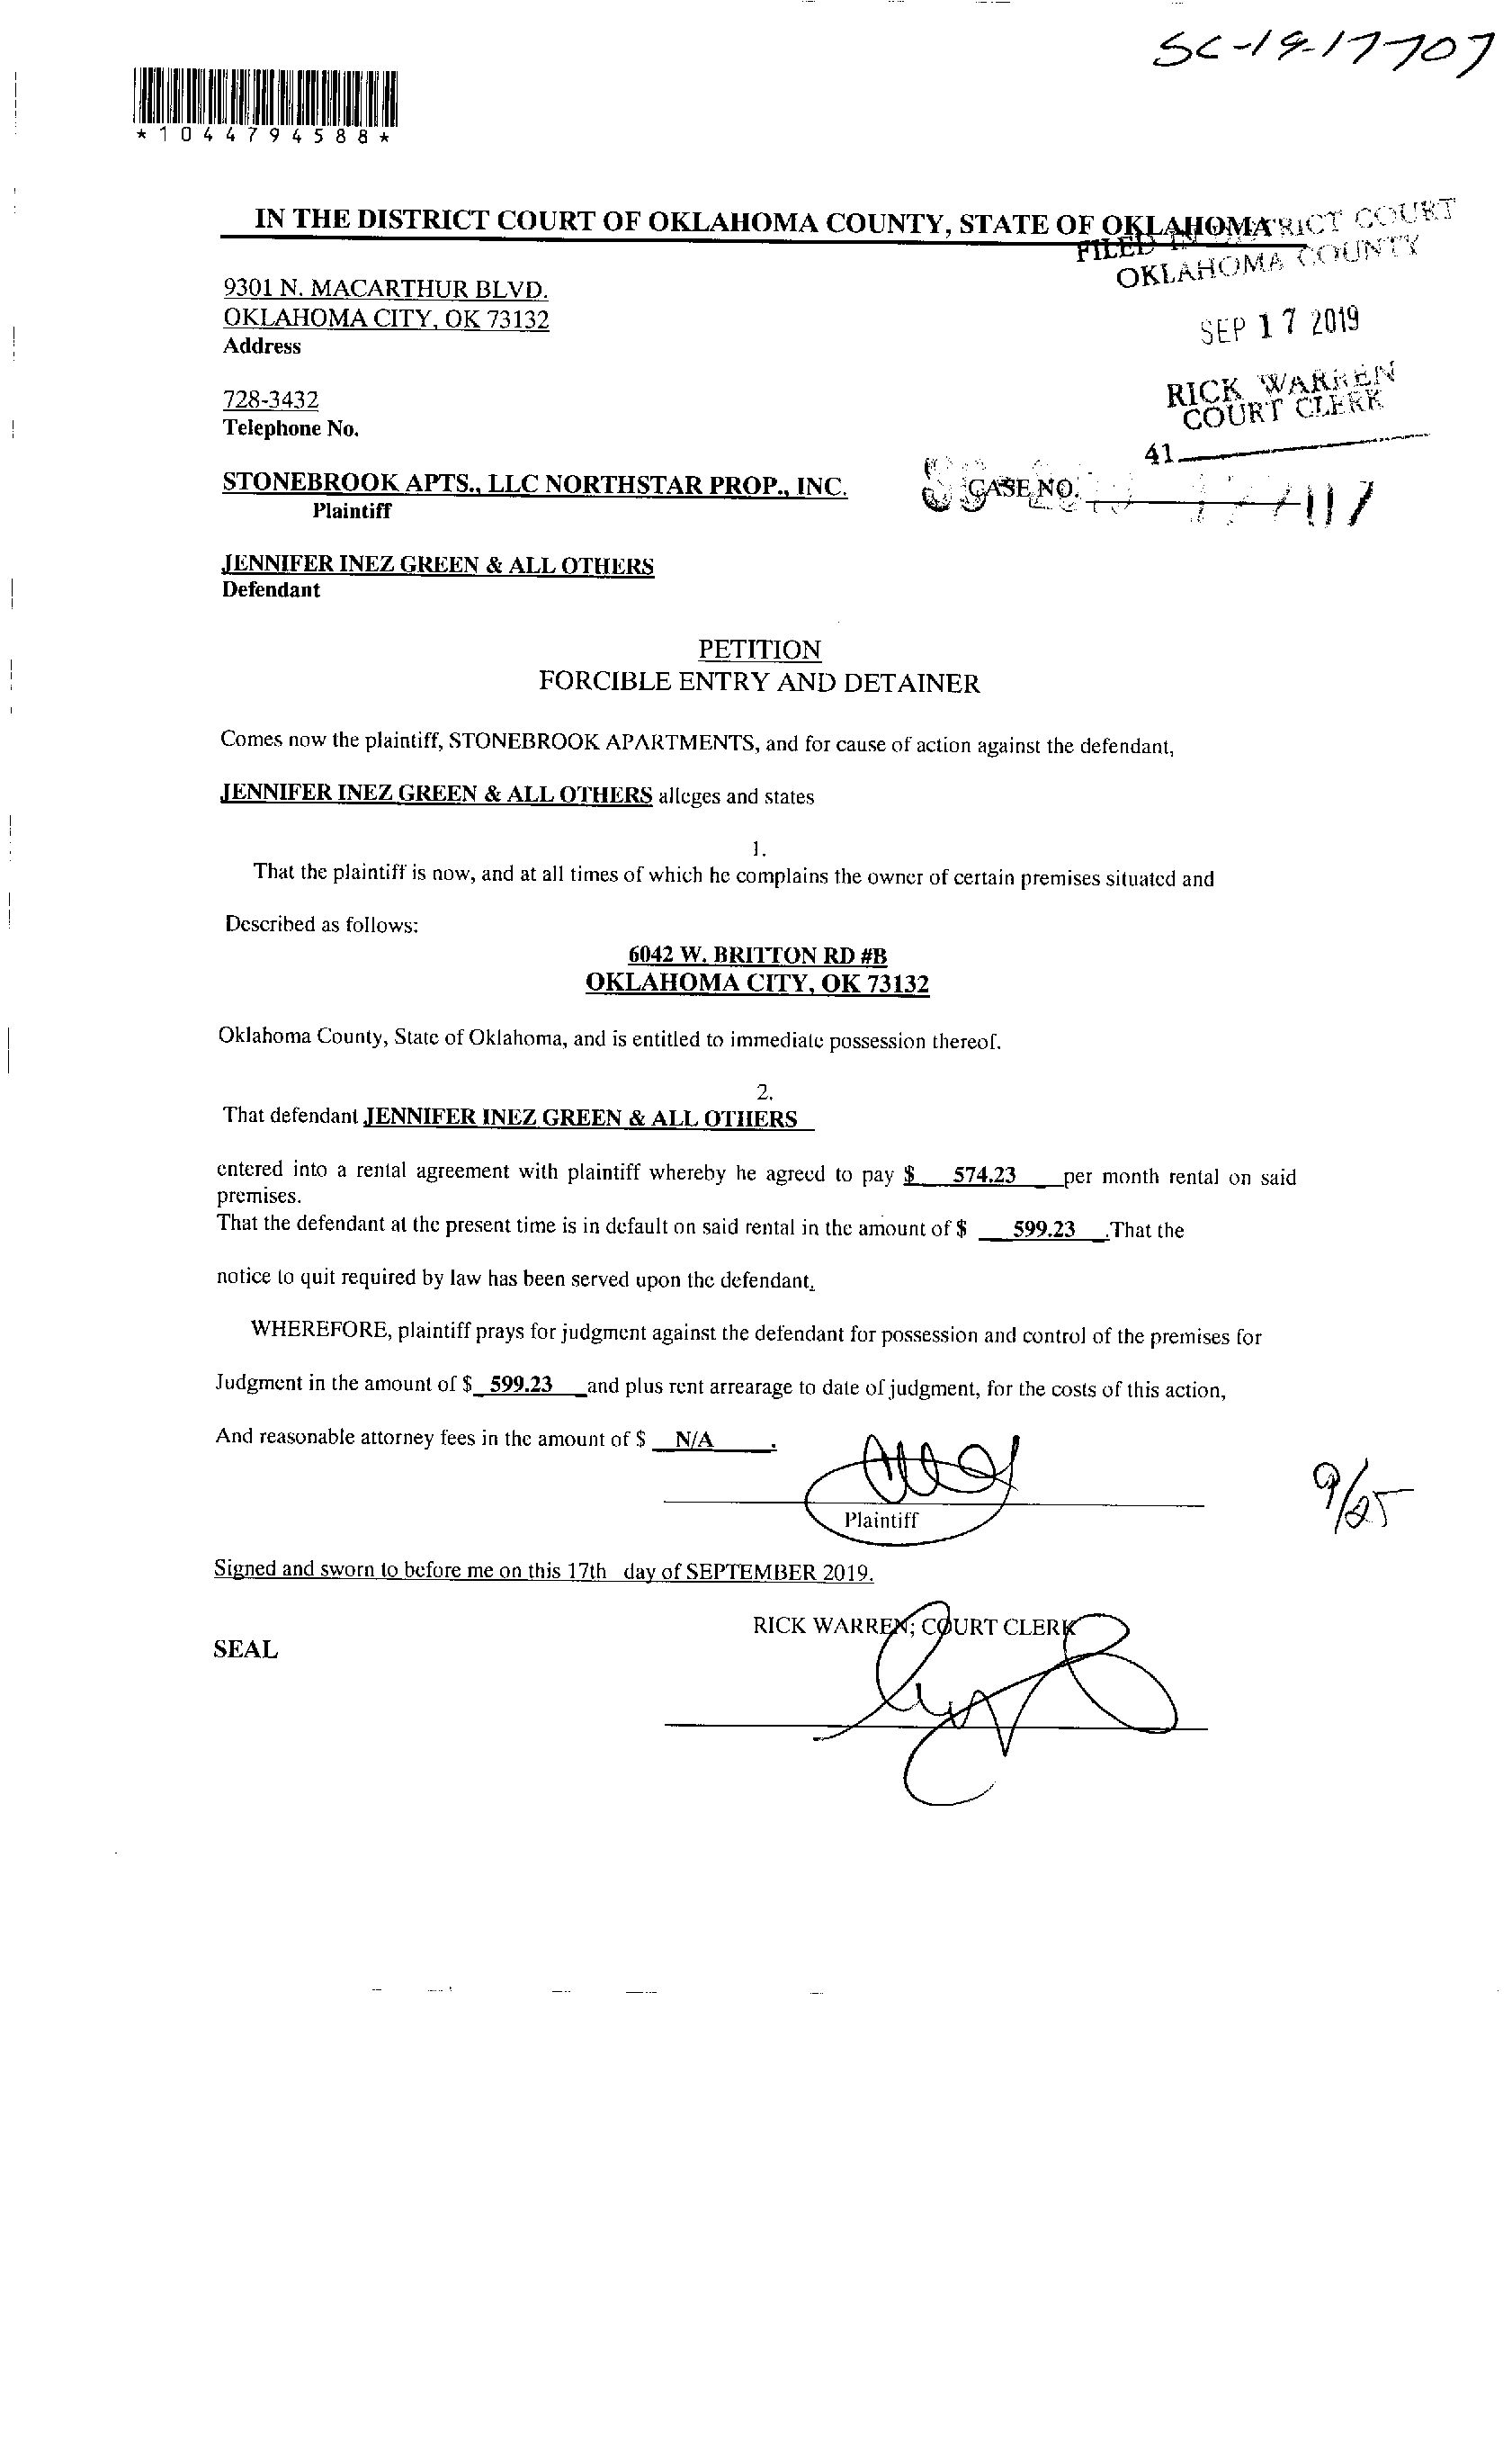 SC-19-17707
*1044794588*
IN THE DISTRICT COURT OF OKLAHOMA COUNTY, STATE OF OKLAHOMA
FILED IN DISTRICT COURT
OKLAHOMA COUNTY
9301 N. MACARTHUR BLVD.
OKLAHOMA CITY, OK 73132
Address
SEP 17 2019
728-3432
Telephone No.
RICK WARREN
COURT CLERK
41
STONEBROOK APTS., LLC NORTHSTAR PROP., INC.
Plaintiff
CASE NO.
JENNIFER INEZ GREEN & ALL OTHERS
Defendant
PETITION
FORCIBLE ENTRY AND DETAINER
Comes now the plaintiff, STONEBROOK APARTMENTS, and for cause of action against the defendant,
JENNIFER INEZ GREEN & ALL OTHERS alleges and states
1.
That the plaintiff is now, and at all times of which he complains the owner of certain premises situated and
Described as follows:
6042 W. BRITTON RD #B
OKLAHOMA CITY, OK 73132
Oklahoma County, State of Oklahoma, and is entitled to immediate possession thereof.
2.
That defendant JENNIFER INEZ GREEN & ALL OTHERS
entered into a rental agreement with plaintiff whereby he agreed to pay $ 574.23 per month rental on said
premises.
That the defendant at the present time is in default on said rental in the amount of $ 599.23 .That the
notice to quit required by law has been served upon the defendant.
WHEREFORE, plaintiff prays for judgment against the defendant for possession and control of the premises for
Judgment in the amount of $ 599.23 and plus rent arrearage to date of judgment, for the costs of this action,
And reasonable attorney fees in the amount of $ N/A .
Plaintiff
9/25
Signed and sworn to before me on this 17th day of SEPTEMBER 2019.
RICK WARREN; COURT CLERK
SEAL